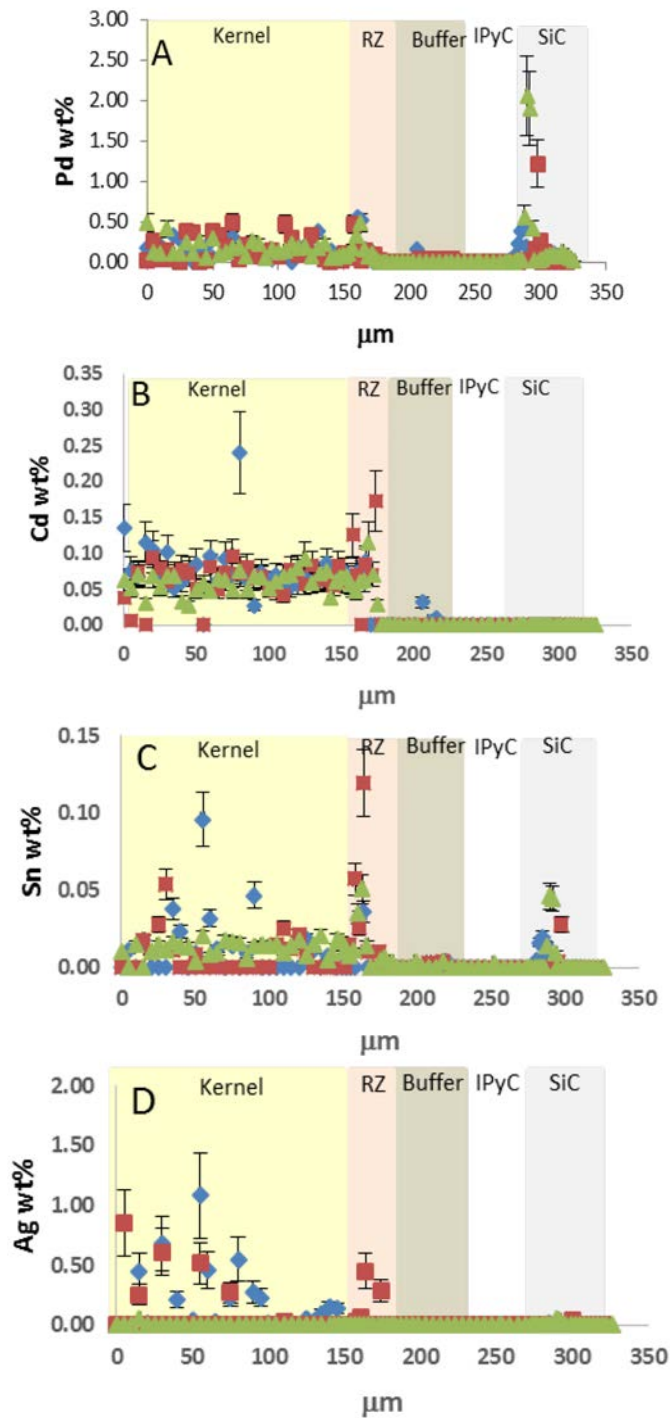 A Kernel RZ Buffer IPyC SiC
3.00
2.50
2.00
1.50
1.00
0.50
0.00
Pd wt%
0 50 100 150 200 250 300 350
μm
B Kernel RZ Buffer IPyC SiC
0.35
0.30
0.25
0.20
0.15
0.10
0.05
0.00
Cd wt%
0 50 100 150 200 250 300 350
μm
C Kernel RZ Buffer IPyC SiC
0.15
0.10
0.05
0.00
Sn wt%
0 50 100 150 200 250 300 350
μm
D Kernel RZ Buffer IPyC SiC
2.00
1.50
1.00
0.50
0.00
Ag wt%
0 50 100 150 200 250 300 350
μm